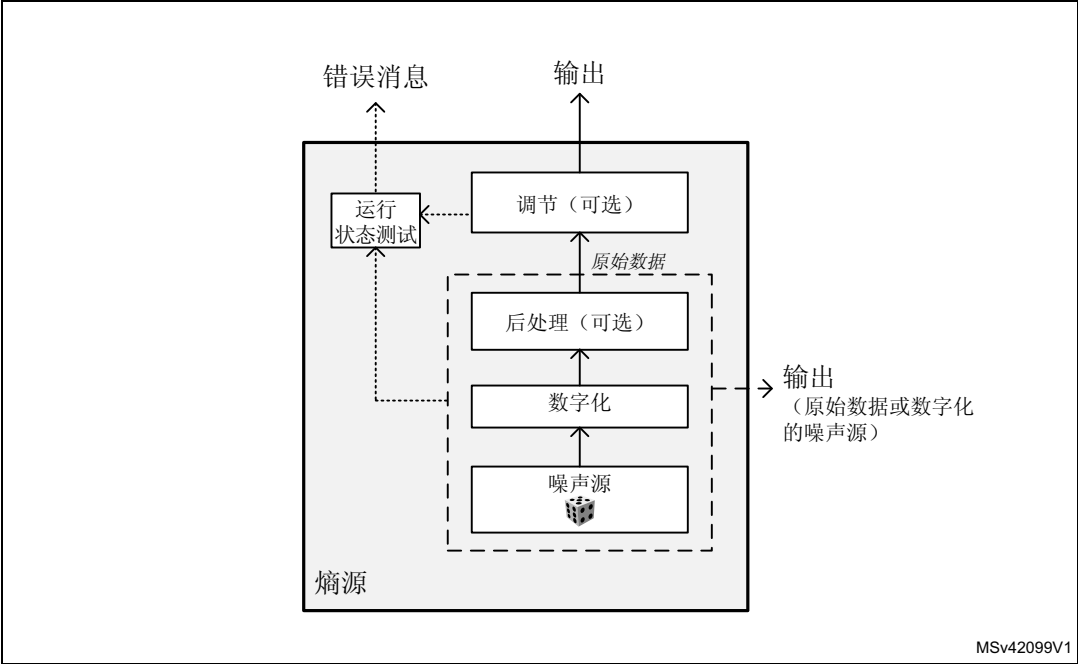 错误消息
输出
调节（可选）
运行
状态测试
原始数据
后处理（可选）
输出
（原始数据或数字化
的噪声源）
数字化
噪声源
熵源
MSv42099V1